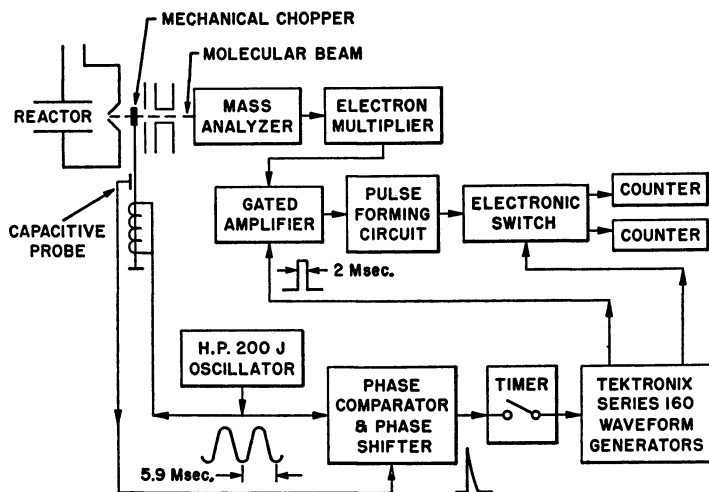 MECHANICAL CHOPPER
MOLECULAR BEAM
REACTOR
MASS
ANALYZER
ELECTRON
MULTIPLIER
CAPACITIVE
PROBE
GATED
AMPLIFIER
PULSE
FORMING
CIRCUIT
ELECTRONIC
SWITCH
COUNTER
COUNTER
2 Msec.
H.P. 200 J
OSCILLATOR
PHASE
COMPARATOR
& PHASE
SHIFTER
TIMER
TEKTRONIX
SERIES 160
WAVEFORM
GENERATORS
5.9 Msec.